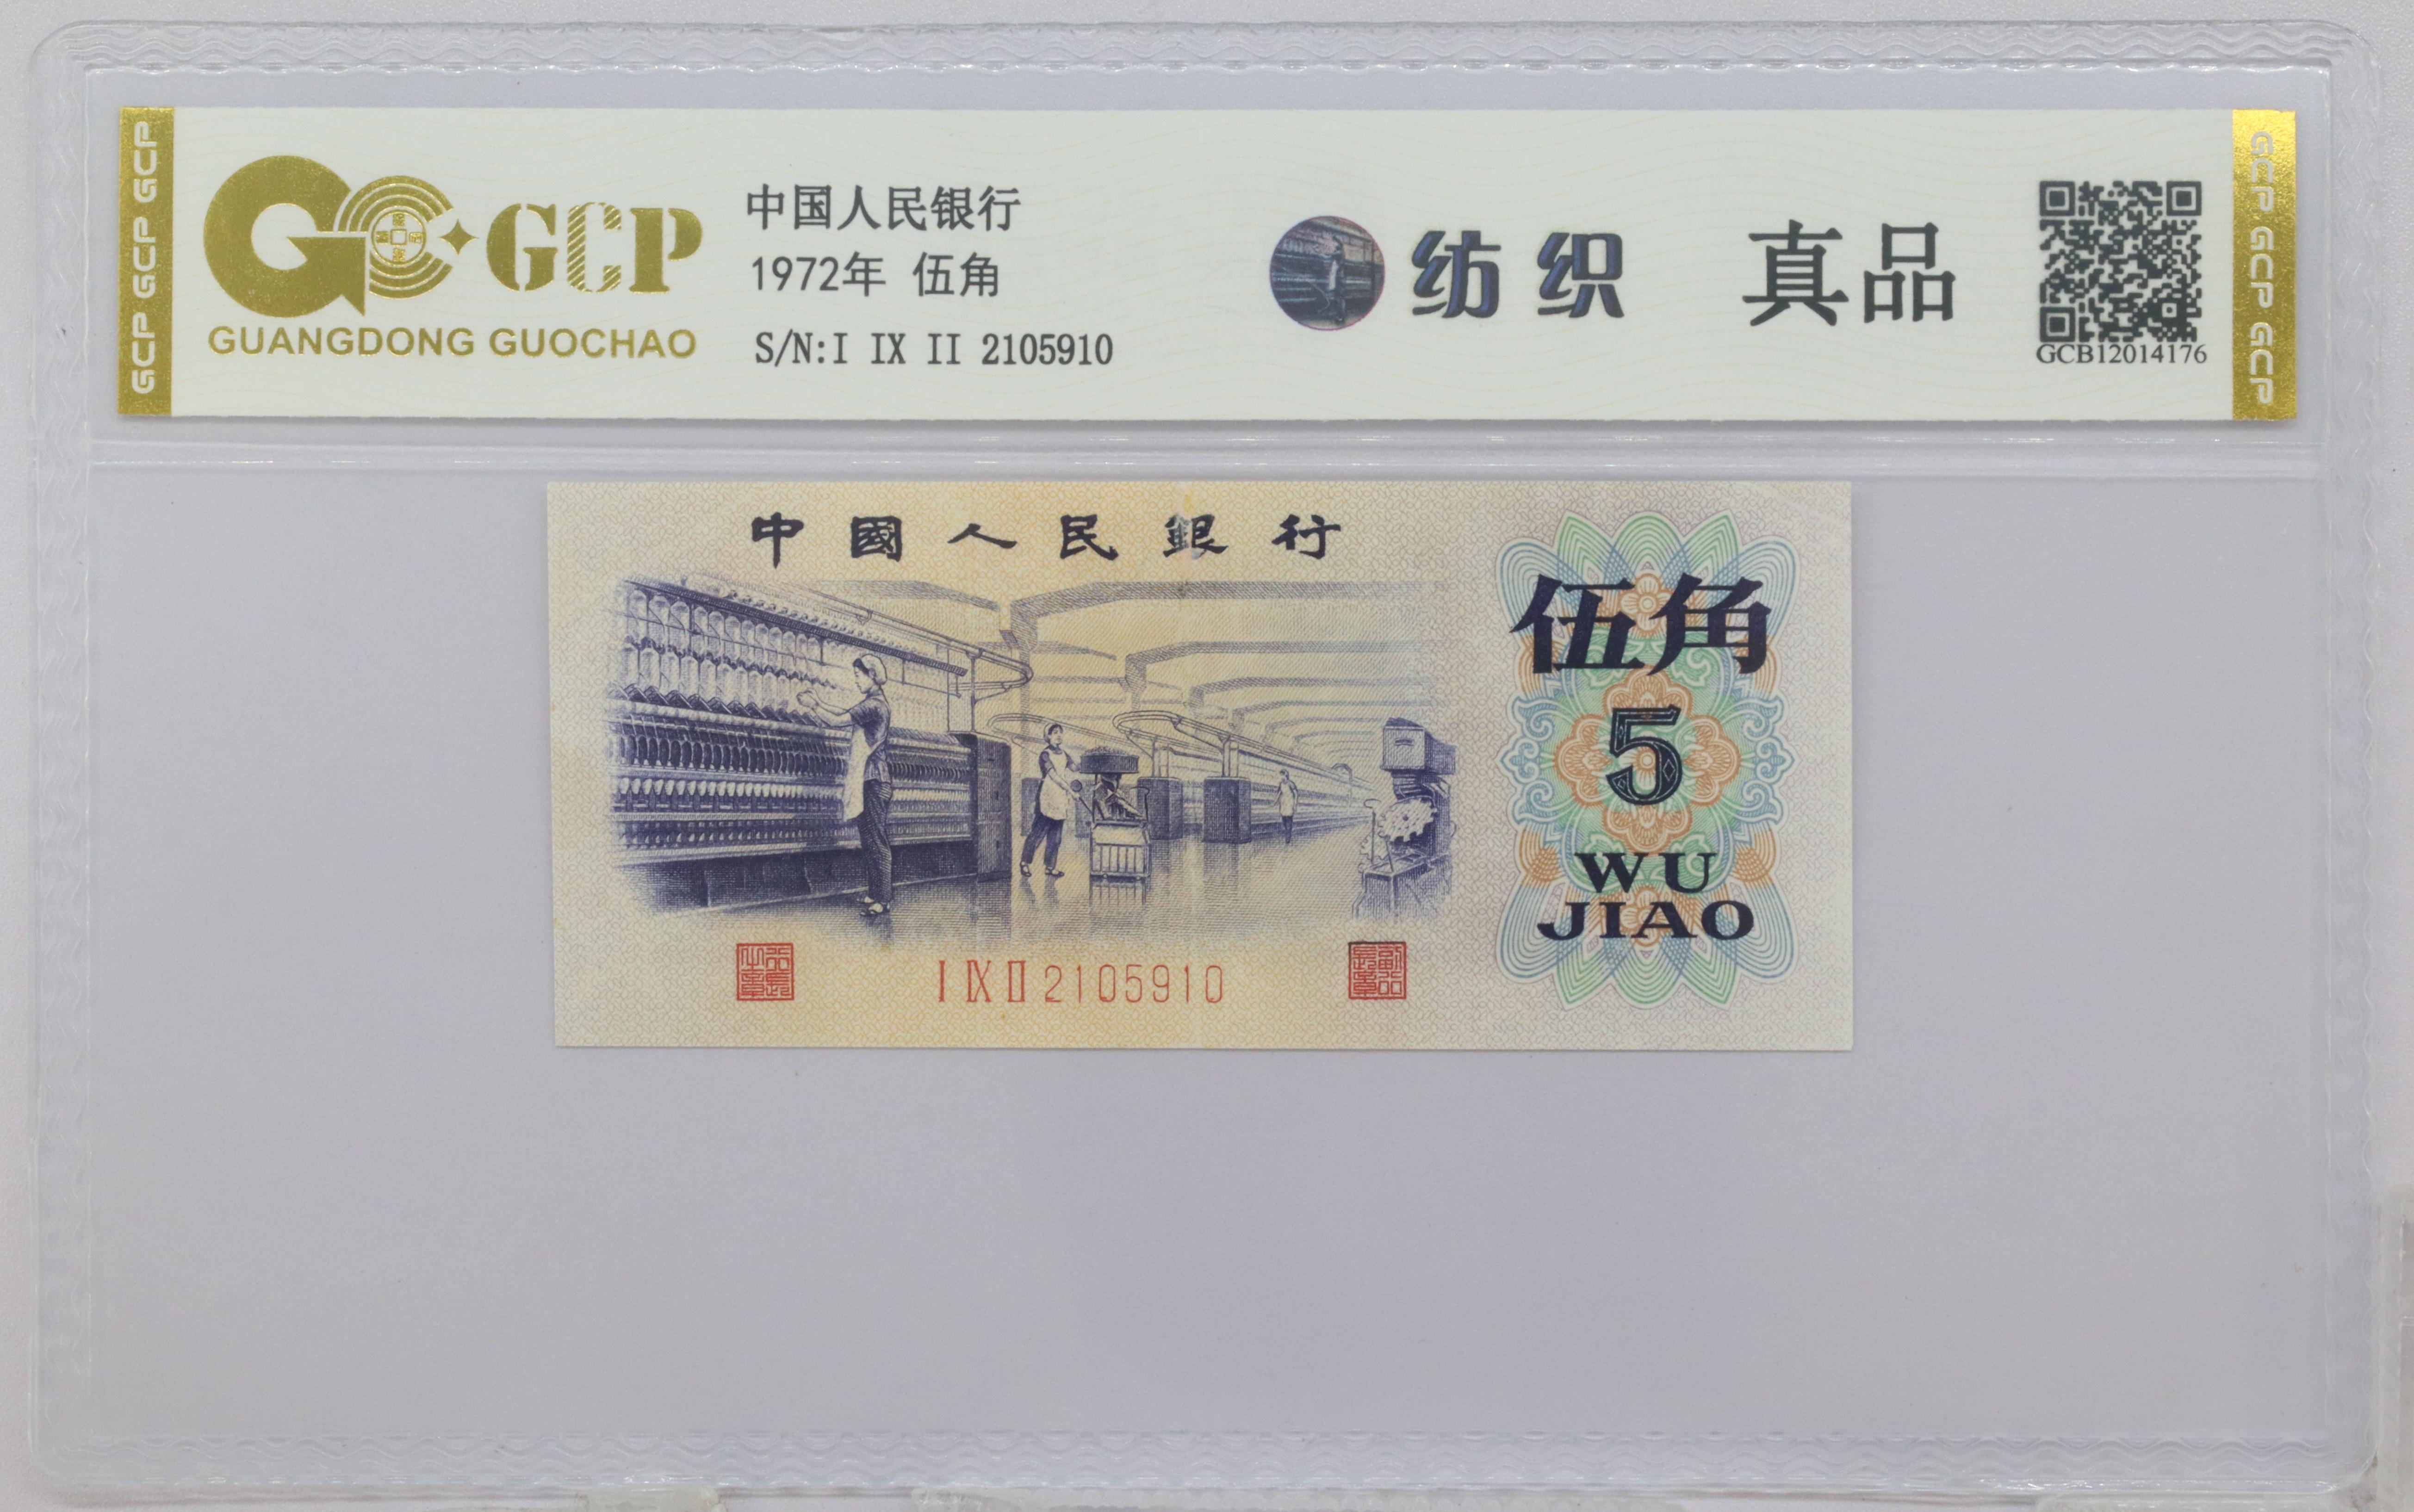 GCP GCP GCP
GCP
GUANGDONG GUOCHAO
中国人民银行
1972年 伍角
S/N:I IX II 2105910
纺织
真品
GCB12014176
GCP GCP GCP
中國人民銀行
伍角
5
WU
JIAO
I IX II 2105910